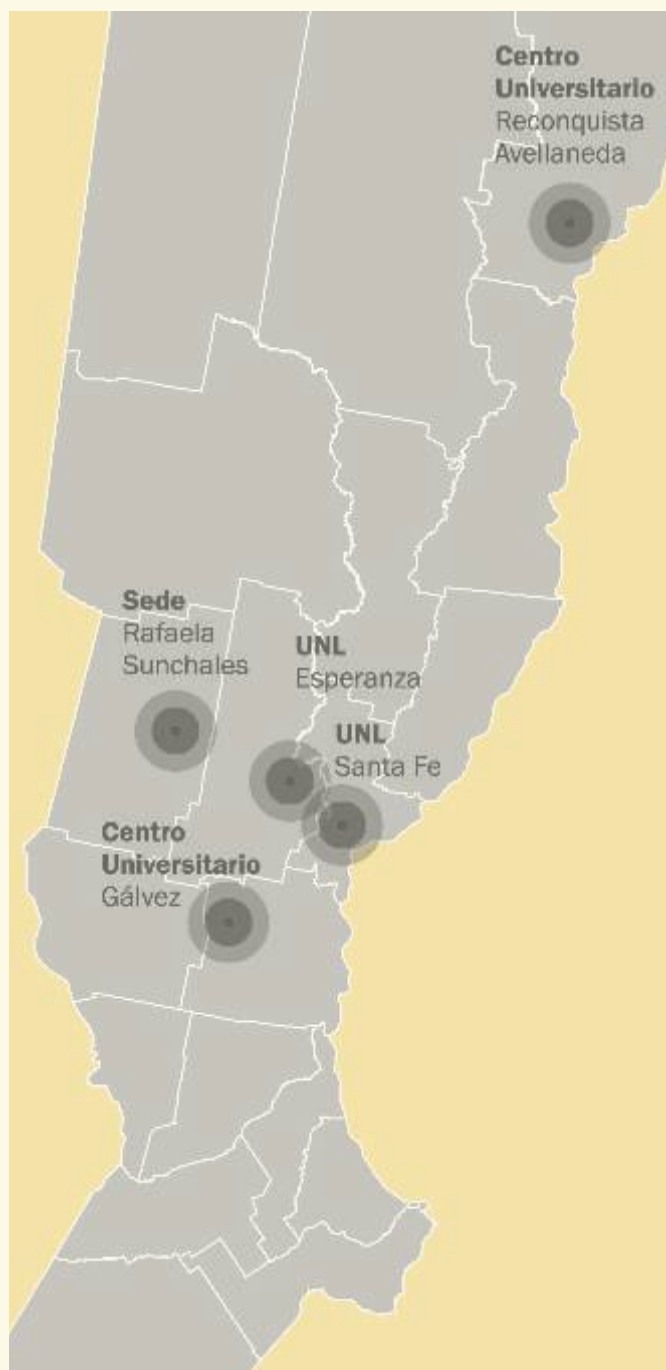 Centro
Universitario
Reconquista
Avellaneda
Sede
Rafaela
Sunchales
UNL
Esperanza
UNL
Santa Fe
Centro
Universitario
Gálvez